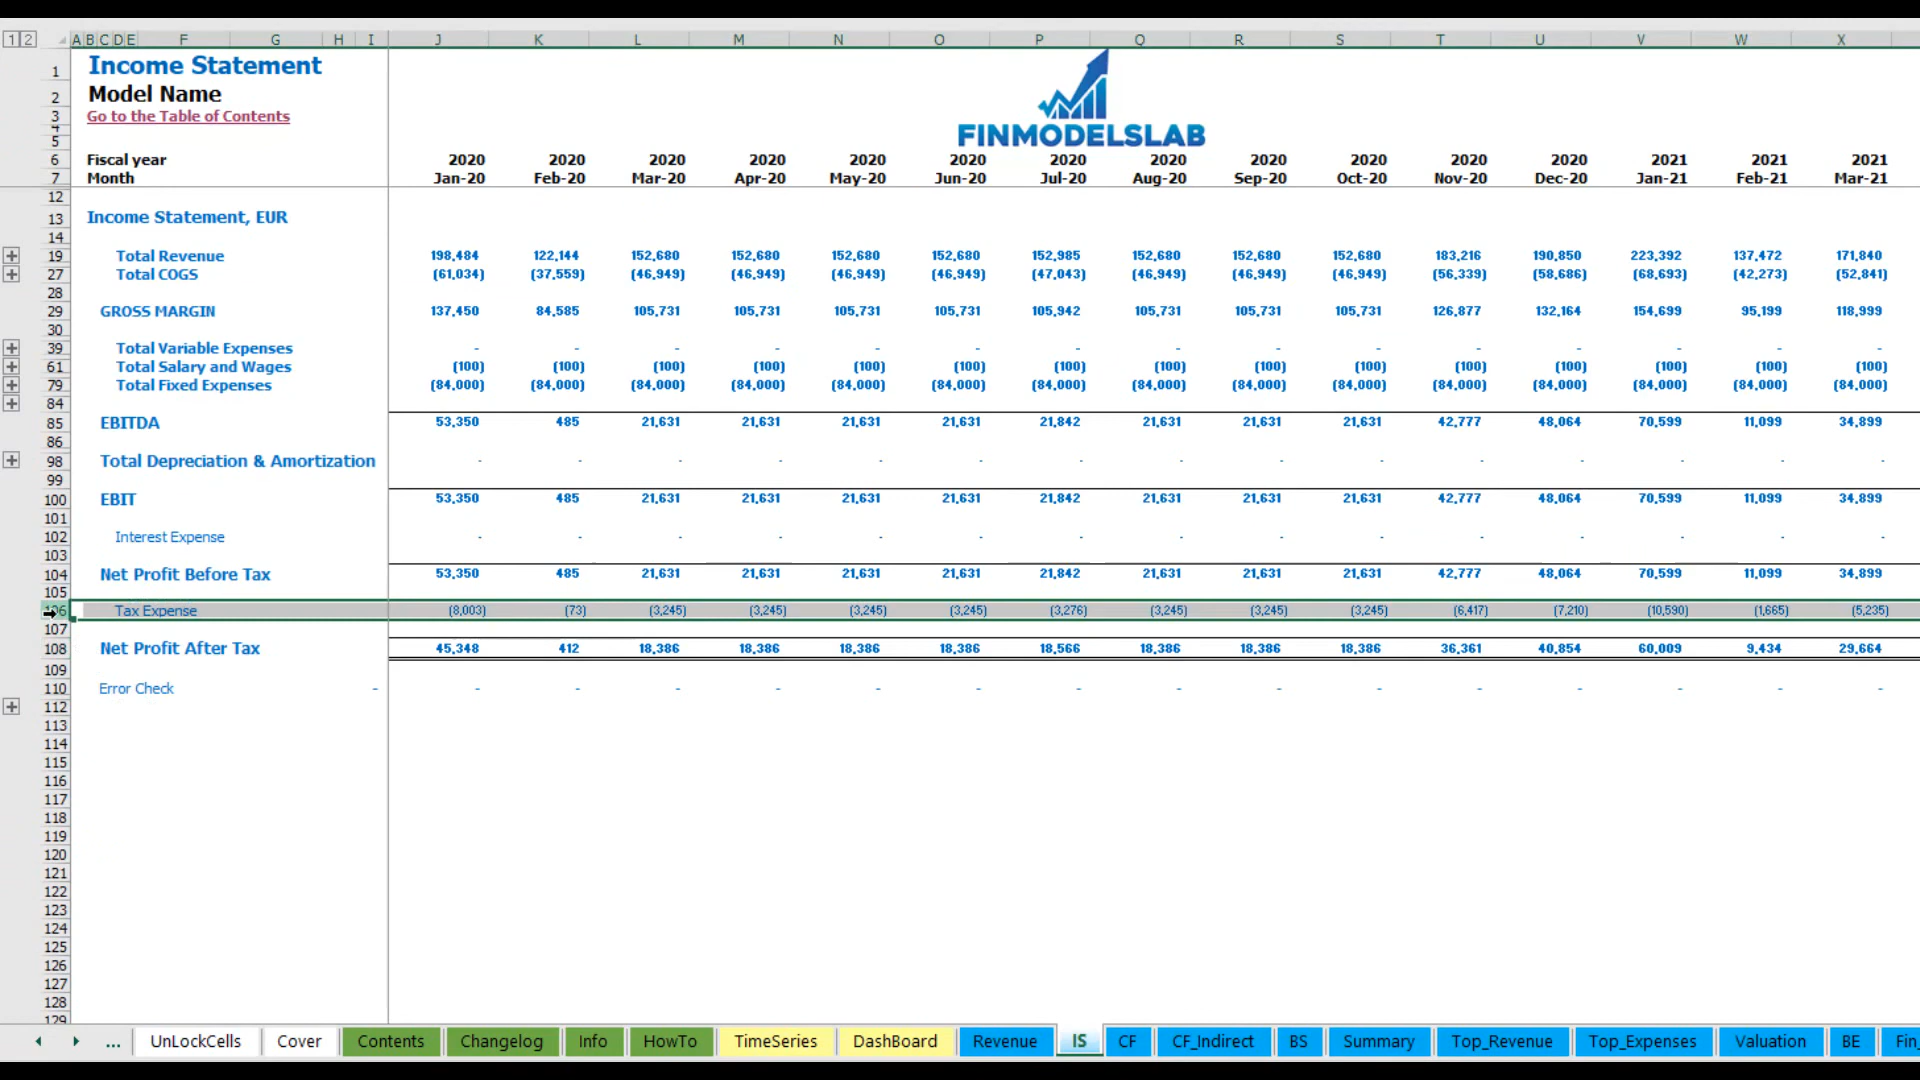 1 2 A B C D E F G H I J K L M N O P Q R S T U V W X
1 Income Statement
2 Model Name
3 Go to the Table of Contents
4
5 FINMODELSLAB
6 Fiscal year 2020 2020 2020 2020 2020 2020 2020 2020 2020 2020 2020 2020 2021 2021 2021
7 Month Jan-20 Feb-20 Mar-20 Apr-20 May-20 Jun-20 Jul-20 Aug-20 Sep-20 Oct-20 Nov-20 Dec-20 Jan-21 Feb-21 Mar-21
12
13 Income Statement, EUR
14
19 Total Revenue 198,484 122,144 152,680 152,680 152,680 152,680 152,985 152,680 152,680 152,680 183,216 190,850 223,392 137,472 171,840
27 Total COGS (61,034) (37,559) (46,949) (46,949) (46,949) (46,949) (47,043) (46,949) (46,949) (46,949) (56,339) (58,686) (68,693) (42,273) (52,841)
28
29 GROSS MARGIN 137,450 84,585 105,731 105,731 105,731 105,731 105,942 105,731 105,731 105,731 126,877 132,164 154,699 95,199 118,999
30
39 Total Variable Expenses - - - - - - - - - - - - - - -
61 Total Salary and Wages (100) (100) (100) (100) (100) (100) (100) (100) (100) (100) (100) (100) (100) (100) (100)
79 Total Fixed Expenses (84,000) (84,000) (84,000) (84,000) (84,000) (84,000) (84,000) (84,000) (84,000) (84,000) (84,000) (84,000) (84,000) (84,000) (84,000)
84
85 EBITDA 53,350 485 21,631 21,631 21,631 21,631 21,842 21,631 21,631 21,631 42,777 48,064 70,599 11,099 34,899
86
98 Total Depreciation & Amortization - - - - - - - - - - - - - - -
99
100 EBIT 53,350 485 21,631 21,631 21,631 21,631 21,842 21,631 21,631 21,631 42,777 48,064 70,599 11,099 34,899
101
102 Interest Expense - - - - - - - - - - - - - - -
103
104 Net Profit Before Tax 53,350 485 21,631 21,631 21,631 21,631 21,842 21,631 21,631 21,631 42,777 48,064 70,599 11,099 34,899
105
106 Tax Expense (8,003) (73) (3,245) (3,245) (3,245) (3,245) (3,276) (3,245) (3,245) (3,245) (6,417) (7,210) (10,590) (1,665) (5,235)
107
108 Net Profit After Tax 45,348 412 18,386 18,386 18,386 18,386 18,566 18,386 18,386 18,386 36,361 40,854 60,009 9,434 29,664
109
110 Error Check - - - - - - - - - - - - - - - -
112
113
114
115
116
117
118
119
120
121
122
123
124
125
126
127
128
129
... UnLockCells Cover Contents Changelog Info HowTo TimeSeries DashBoard Revenue IS CF CF_Indirect BS Summary Top_Revenue Top_Expenses Valuation BE Fin_